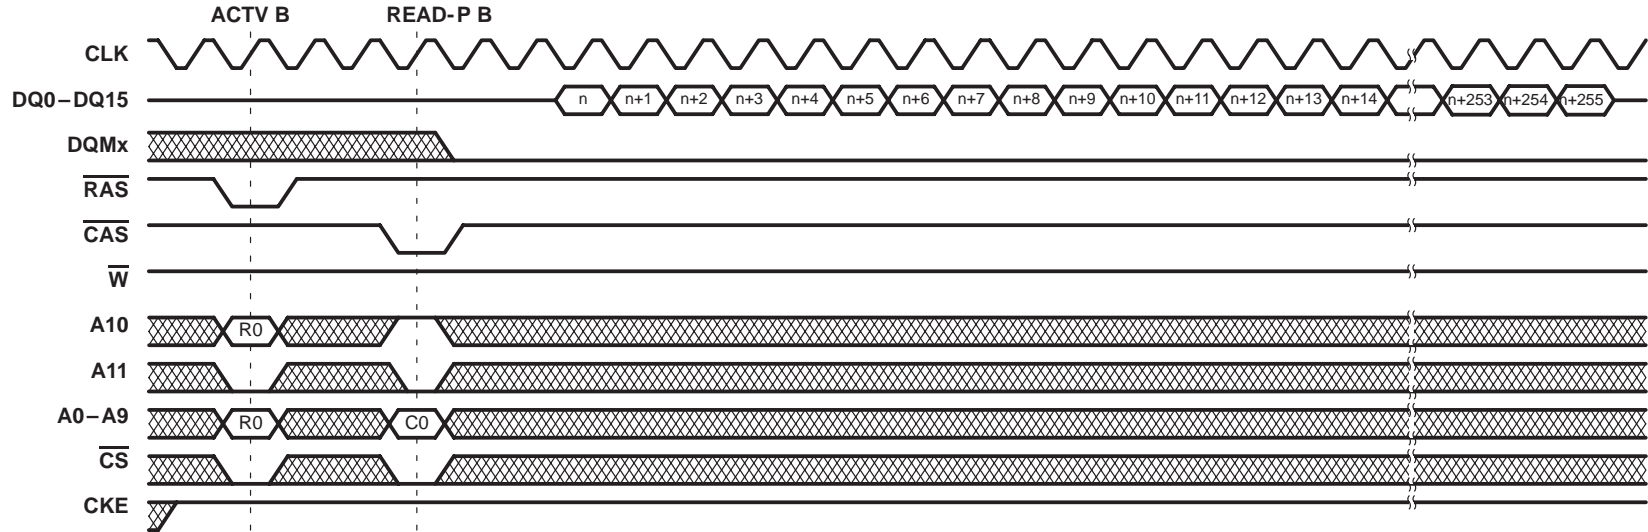 ACTV B READ-P B
CLK
DQ0–DQ15 n n+1 n+2 n+3 n+4 n+5 n+6 n+7 n+8 n+9 n+10 n+11 n+12 n+13 n+14 n+253 n+254 n+255
DQMx
RAS
CAS
W
A10 R0
A11
A0–A9 R0 C0
CS
CKE